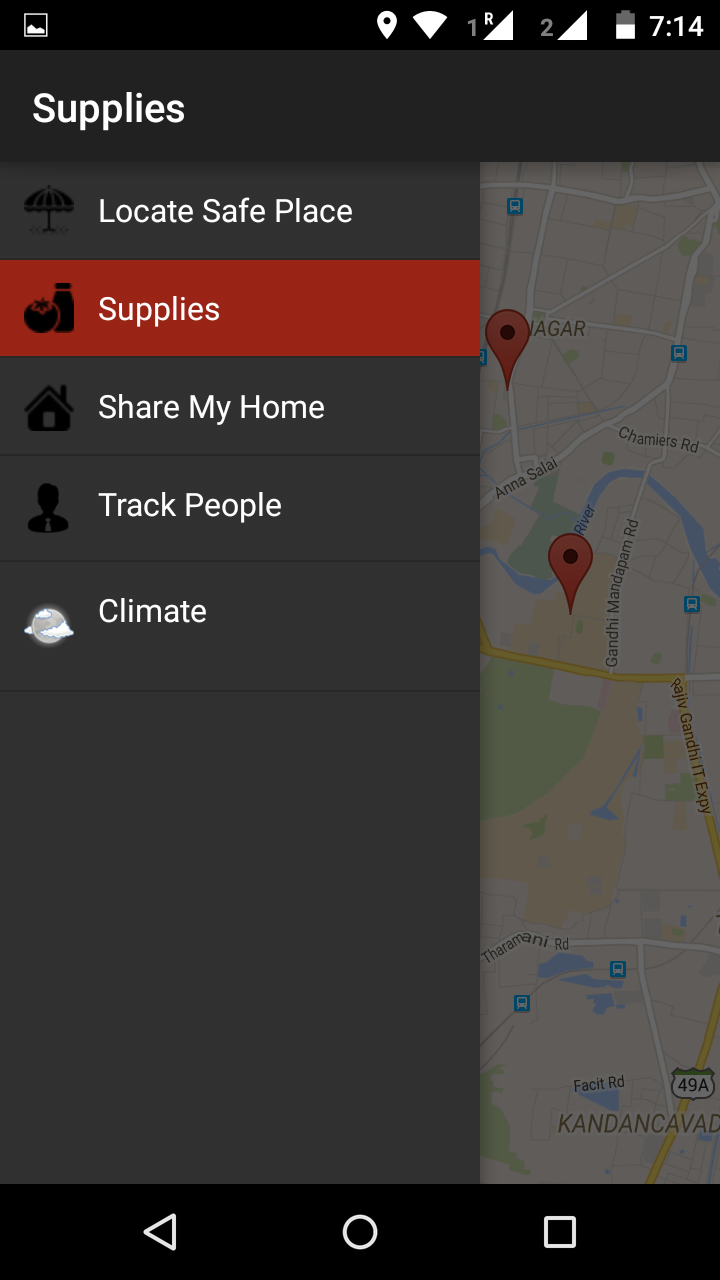 1 R 2 7:14
Supplies
Locate Safe Place
Supplies
Share My Home
Track People
Climate
NAGAR
Chamiers Rd
Anna Salai
River
Gandhi Mandapam Rd
Rajiv Gandhi IT Expy
Tharamani Rd
Facit Rd
49A
KANDANCAVAD